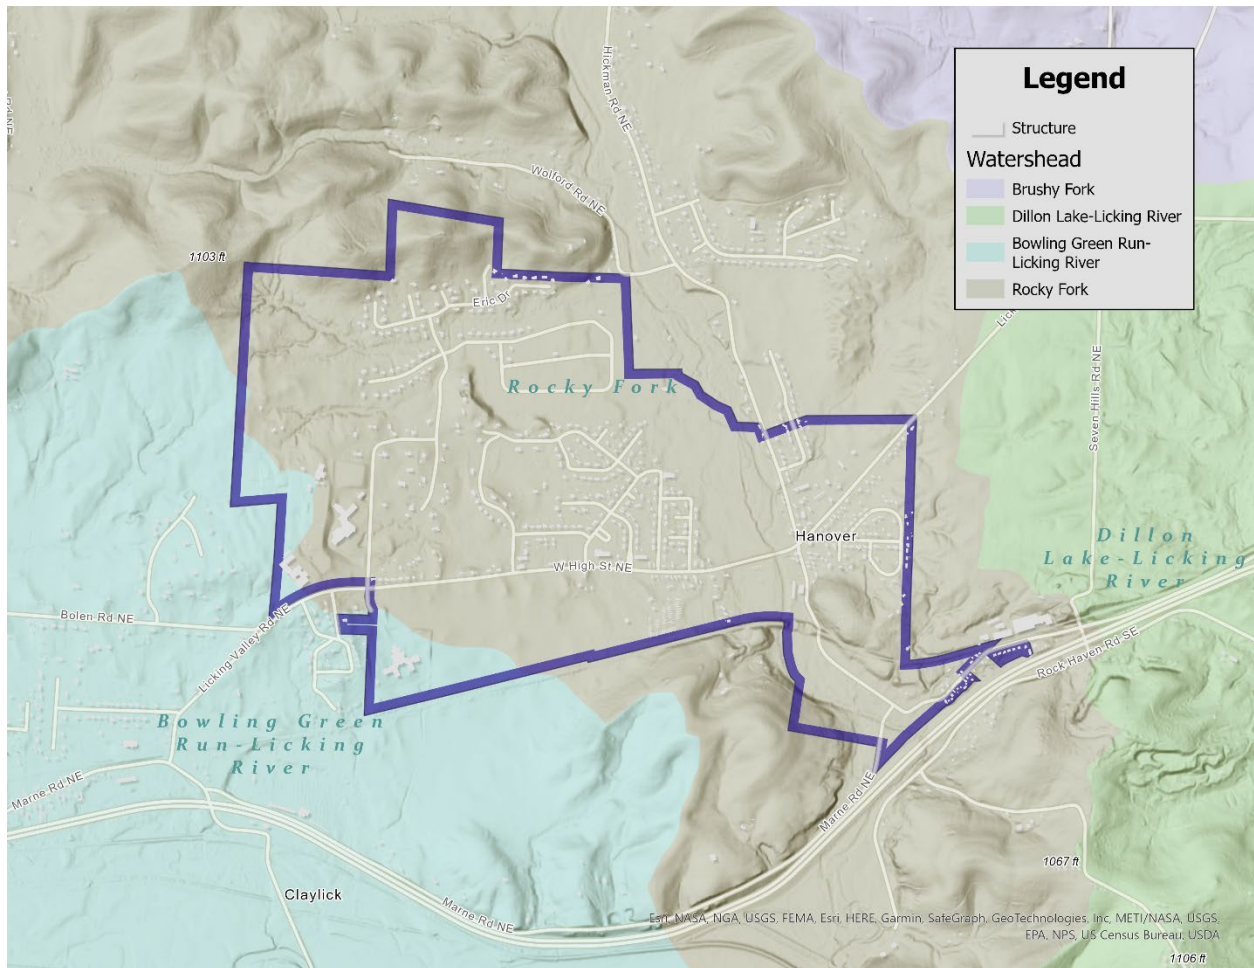 Legend
Structure
Watershead
Brushy Fork
Dillon Lake-Licking River
Bowling Green Run-
Licking River
Rocky Fork
Hickman Rd NE
Rd NE
Wolford Rd NE
1103 ft
Eric Dr
Lick
Rocky Fork
Seven Hills Rd NE
Hanover
Dillon
Lake-Licking
River
W High St NE
Bolen Rd NE
Licking Valley Rd NE
Rock Haven Rd SE
Bowling Green
Run-Licking
River
Marne Rd NE
Marne Rd NE
1067 ft
Claylick
Marne Rd NE
Esri, NASA, NGA, USGS, FEMA, Esri, HERE, Garmin, SafeGraph, GeoTechnologies, Inc, METI/NASA, USGS,
EPA, NPS, US Census Bureau, USDA
1106 ft